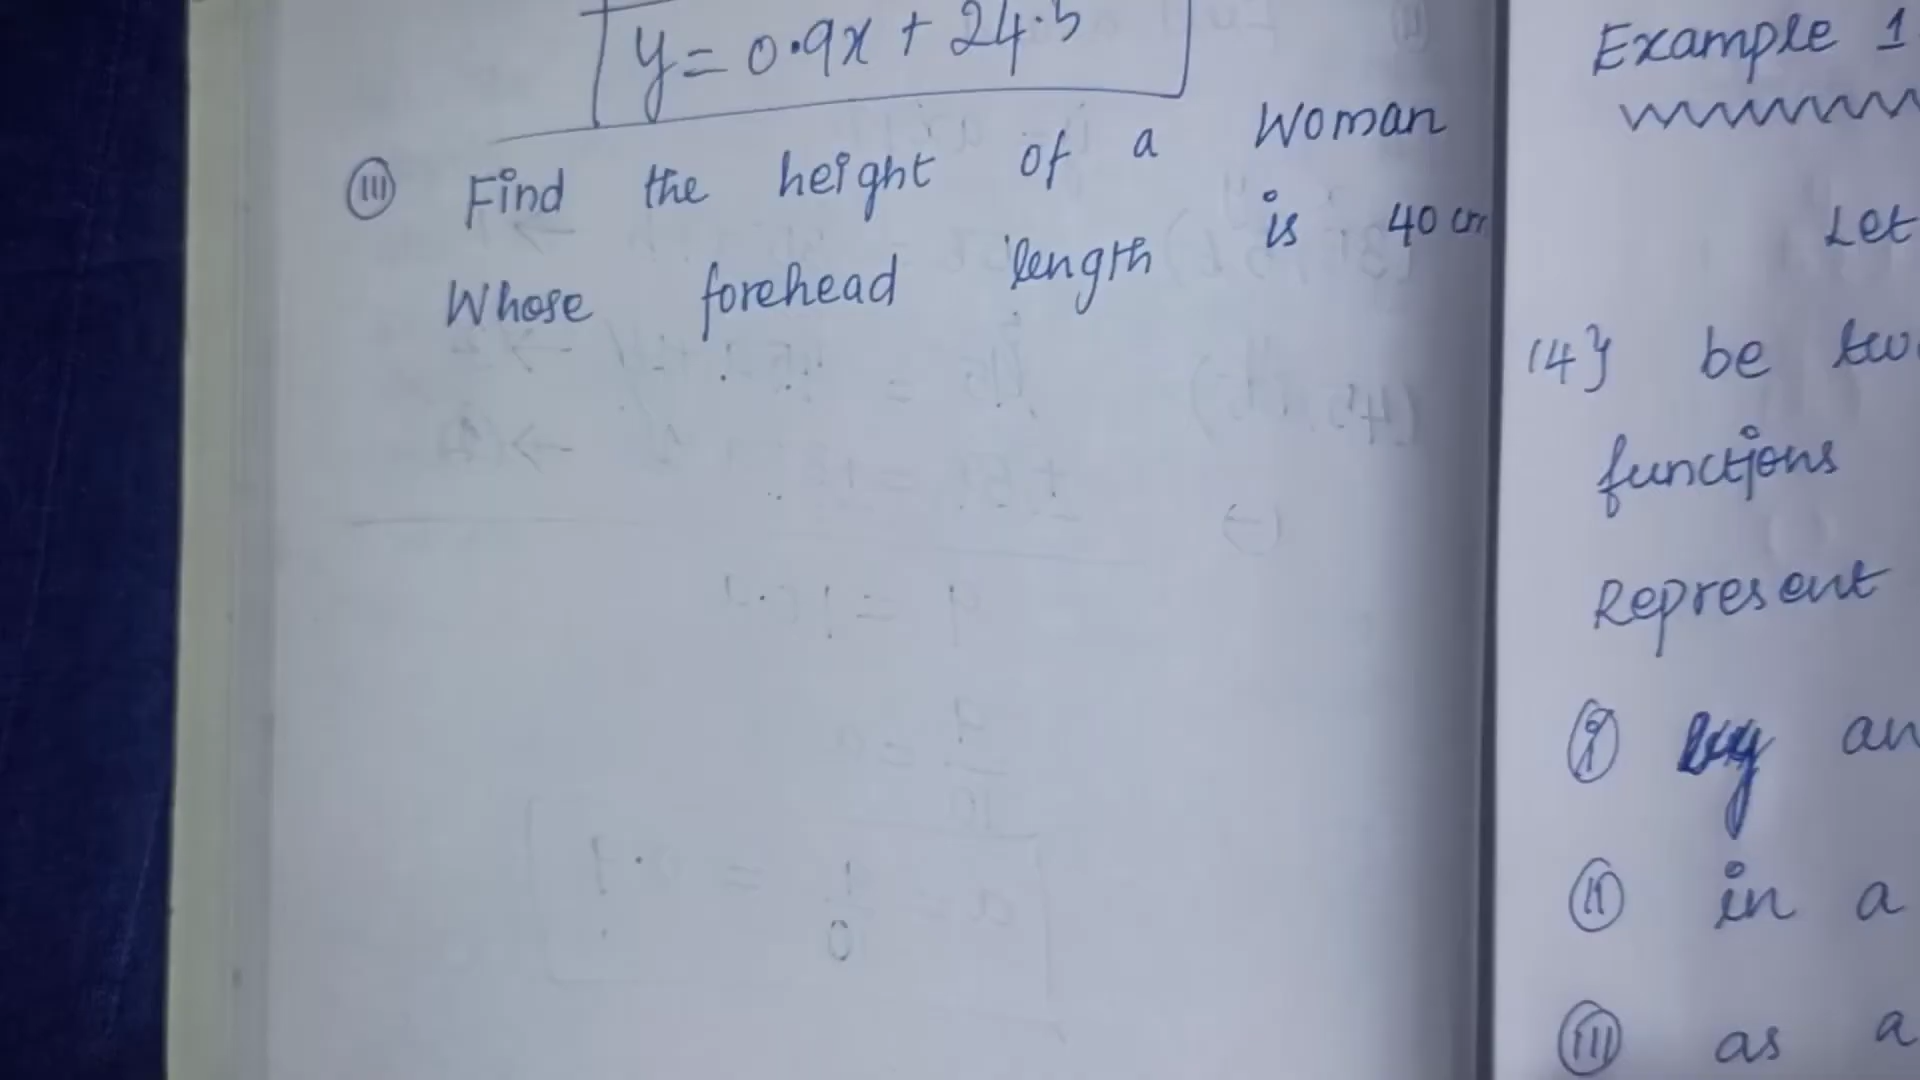 y = 0.9x + 24.5
(iii) Find the height of a woman
whose forehead length is 40 cm
Example 1
Let
14} be two
functions
Represent
(i) by an
(ii) in a
(iii) as a